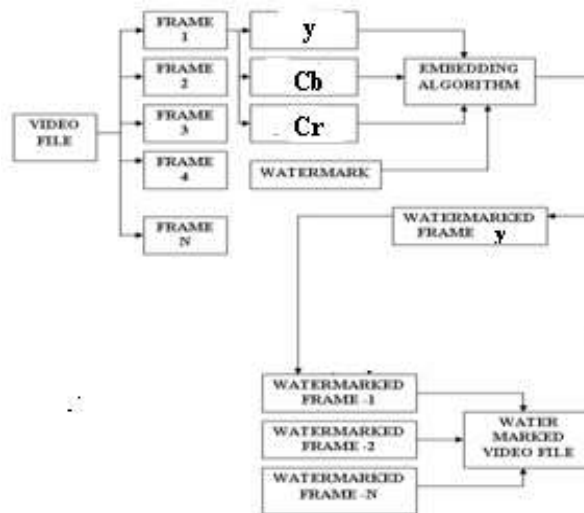 FRAME
1
y
FRAME
2
Cb
EMBEDDING
ALGORITHM
VIDEO
FILE
FRAME
3
Cr
FRAME
4
WATERMARK
FRAME
N
WATERMARKED
FRAME y
WATERMARKED
FRAME -1
WATERMARKED
FRAME -2
WATER
MARKED
VIDEO FILE
WATERMARKED
FRAME -N